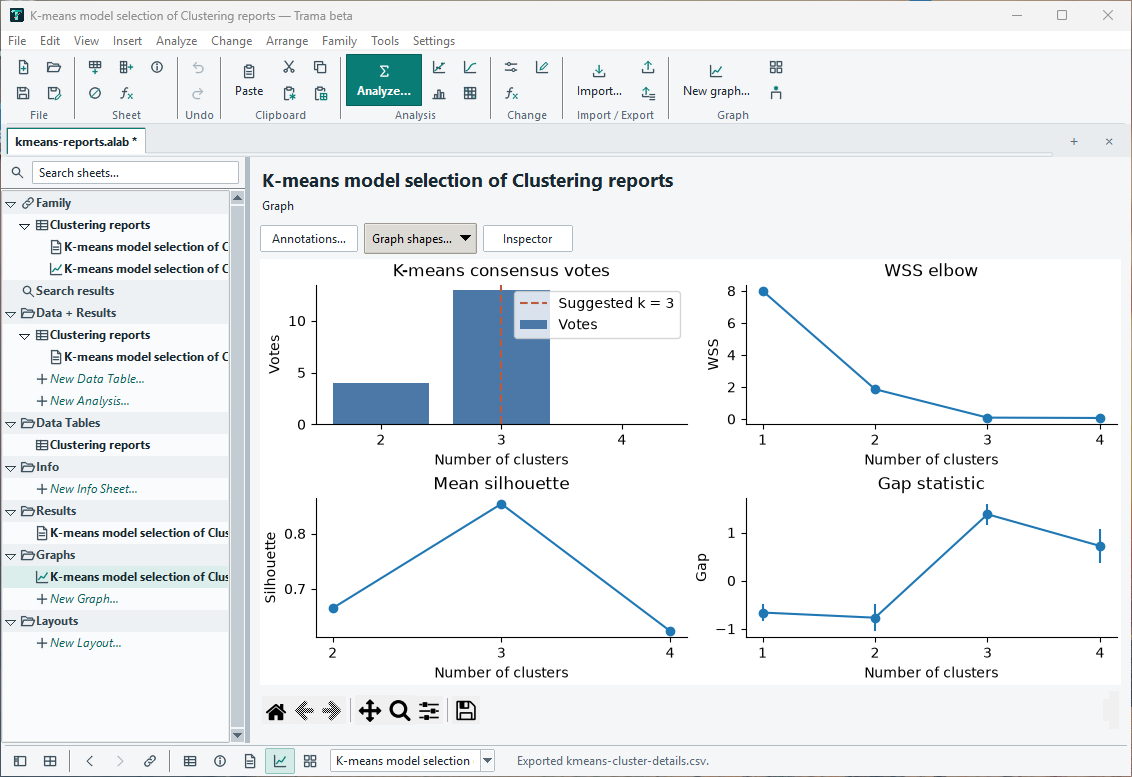 K-means model selection of Clustering reports — Trama beta
File Edit View Insert Analyze Change Arrange Family Tools Settings
Paste Analyze... Import... New graph...
File Sheet Undo Clipboard Analysis Change Import / Export Graph
kmeans-reports.alab *
Search sheets...
Family
Clustering reports
K-means model selection of C
K-means model selection of C
Search results
Data + Results
Clustering reports
K-means model selection of C
New Data Table...
New Analysis...
Data Tables
Clustering reports
Info
New Info Sheet...
Results
K-means model selection of Clus
Graphs
K-means model selection of Clus
New Graph...
Layouts
New Layout...
K-means model selection of Clustering reports
Graph
Annotations... Graph shapes... Inspector
K-means consensus votes
Votes
10
5
0
2 3 4
Number of clusters
Suggested k = 3
Votes
WSS elbow
WSS
8
6
4
2
0
1 2 3 4
Number of clusters
Mean silhouette
Silhouette
0.8
0.7
2 3 4
Number of clusters
Gap statistic
Gap
1
0
−1
1 2 3 4
Number of clusters
K-means model selection
Exported kmeans-cluster-details.csv.